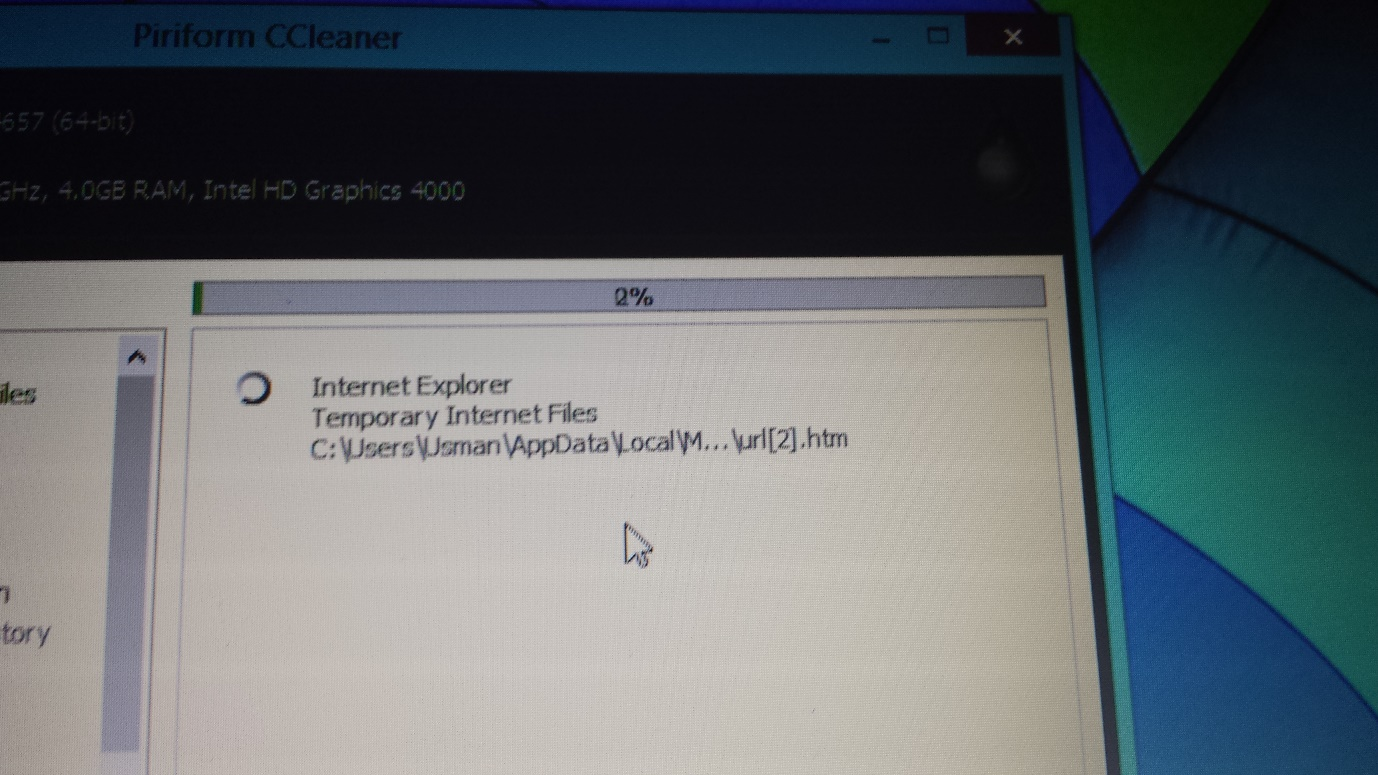 Piriform CCleaner
657 (64-bit)
GHz, 4.0GB RAM, Intel HD Graphics 4000
2%
iles
Internet Explorer
Temporary Internet Files
C:\Users\Usman\AppData\Local\M...\url[2].htm
n
tory